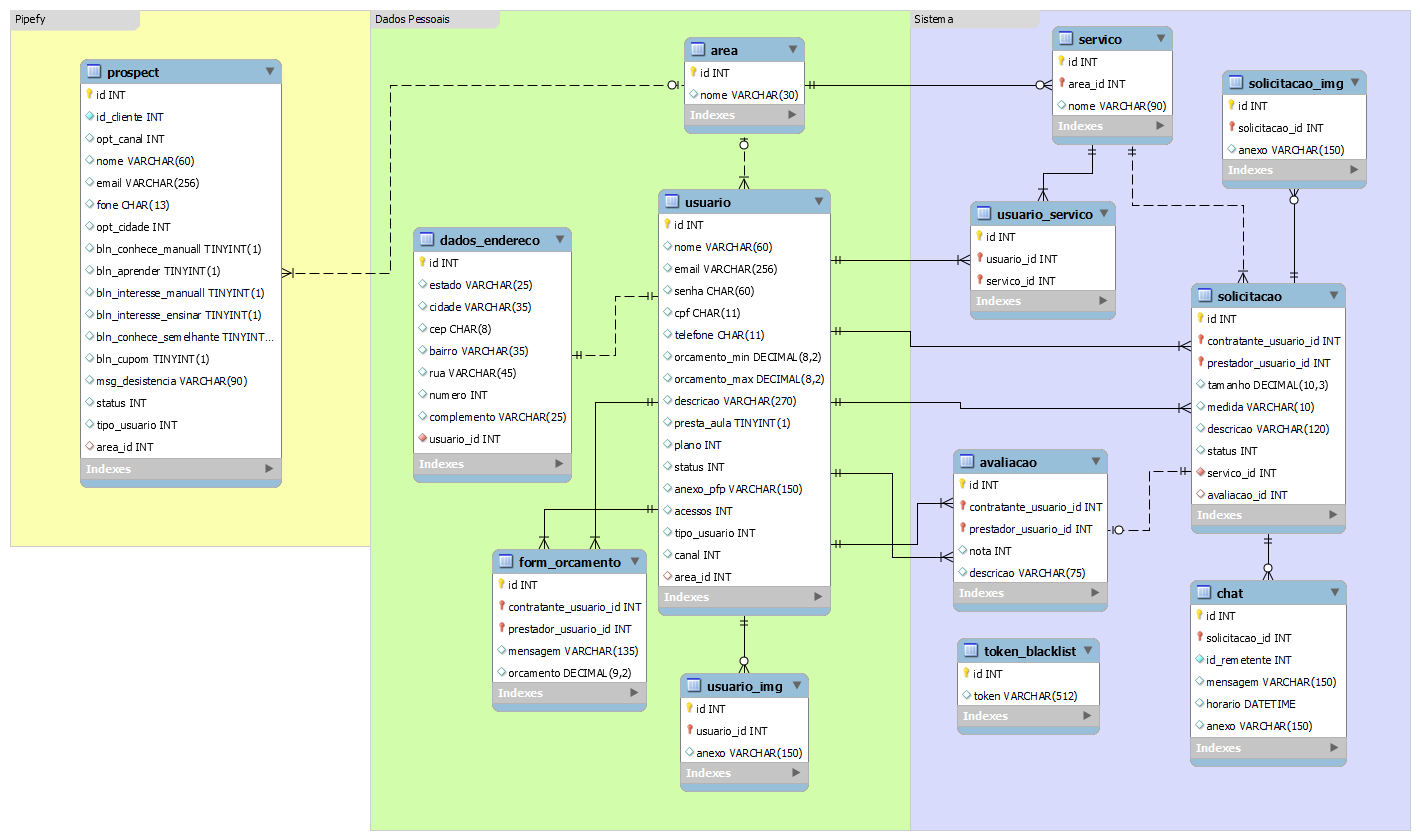 Pipefy
prospect
id INT
id_cliente INT
opt_canal INT
nome VARCHAR(60)
email VARCHAR(256)
fone CHAR(13)
opt_cidade INT
bln_conhece_manuall TINYINT(1)
bln_aprender TINYINT(1)
bln_interesse_manuall TINYINT(1)
bln_interesse_ensinar TINYINT(1)
bln_conhece_semelhante TINYINT...
bln_cupom TINYINT(1)
msg_desistencia VARCHAR(90)
status INT
tipo_usuario INT
area_id INT
Indexes
Dados Pessoais
area
id INT
nome VARCHAR(30)
Indexes
dados_endereco
id INT
estado VARCHAR(25)
cidade VARCHAR(35)
cep CHAR(8)
bairro VARCHAR(35)
rua VARCHAR(45)
numero INT
complemento VARCHAR(25)
usuario_id INT
Indexes
usuario
id INT
nome VARCHAR(60)
email VARCHAR(256)
senha CHAR(60)
cpf CHAR(11)
telefone CHAR(11)
orcamento_min DECIMAL(8,2)
orcamento_max DECIMAL(8,2)
descricao VARCHAR(270)
presta_aula TINYINT(1)
plano INT
status INT
anexo_pfp VARCHAR(150)
acessos INT
tipo_usuario INT
canal INT
area_id INT
Indexes
form_orcamento
id INT
contratante_usuario_id INT
prestador_usuario_id INT
mensagem VARCHAR(135)
orcamento DECIMAL(9,2)
Indexes
usuario_img
id INT
usuario_id INT
anexo VARCHAR(150)
Indexes
Sistema
servico
id INT
area_id INT
nome VARCHAR(90)
Indexes
solicitacao_img
id INT
solicitacao_id INT
anexo VARCHAR(150)
Indexes
usuario_servico
id INT
usuario_id INT
servico_id INT
Indexes
solicitacao
id INT
contratante_usuario_id INT
prestador_usuario_id INT
tamanho DECIMAL(10,3)
medida VARCHAR(10)
descricao VARCHAR(120)
status INT
servico_id INT
avaliacao_id INT
Indexes
avaliacao
id INT
contratante_usuario_id INT
prestador_usuario_id INT
nota INT
descricao VARCHAR(75)
Indexes
token_blacklist
id INT
token VARCHAR(512)
Indexes
chat
id INT
solicitacao_id INT
id_remetente INT
mensagem VARCHAR(150)
horario DATETIME
anexo VARCHAR(150)
Indexes